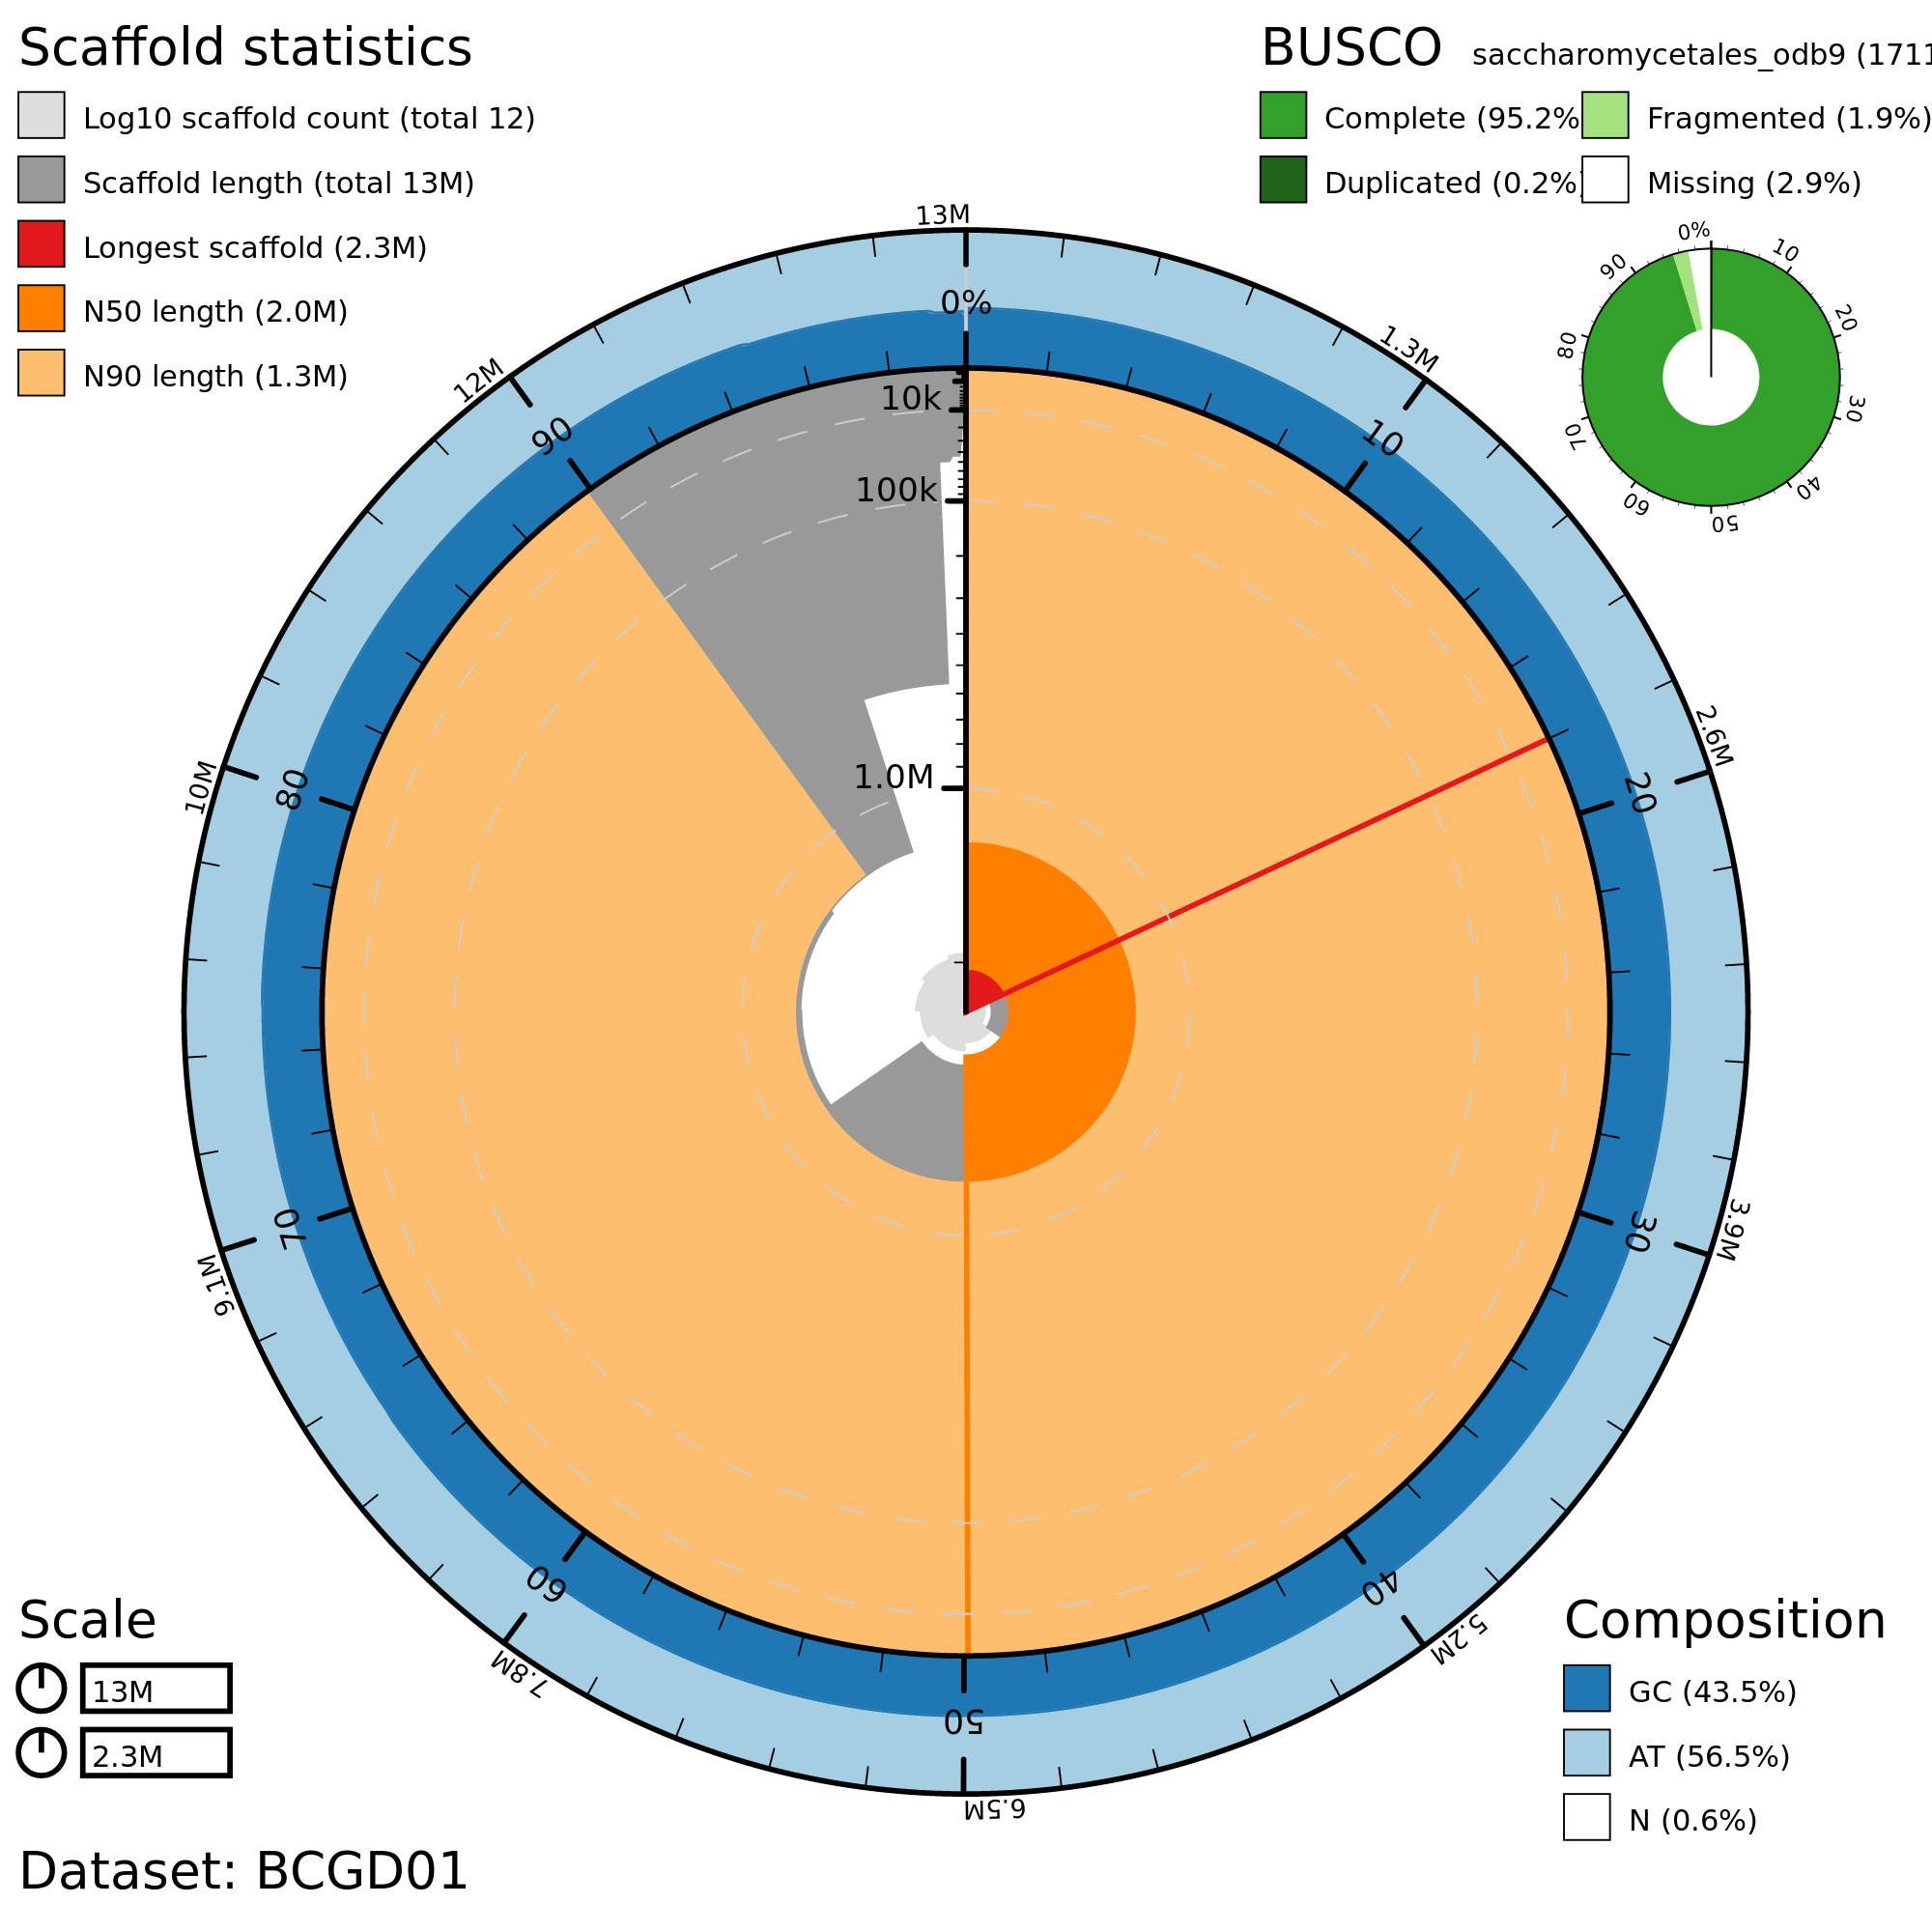 Scaffold statistics
Log10 scaffold count (total 12)
Scaffold length (total 13M)
Longest scaffold (2.3M)
N50 length (2.0M)
N90 length (1.3M)
BUSCO saccharomycetales_odb9 (1711
Complete (95.2%
Fragmented (1.9%)
Duplicated (0.2%)
Missing (2.9%)
0%
10
20
30
40
50
60
70
80
90
13M
1.3M
2.6M
3.9M
5.2M
6.5M
7.8M
9.1M
10M
12M
0%
10
20
30
40
50
60
70
80
90
10k
100k
1.0M
Scale
13M
2.3M
Composition
GC (43.5%)
AT (56.5%)
N (0.6%)
Dataset: BCGD01